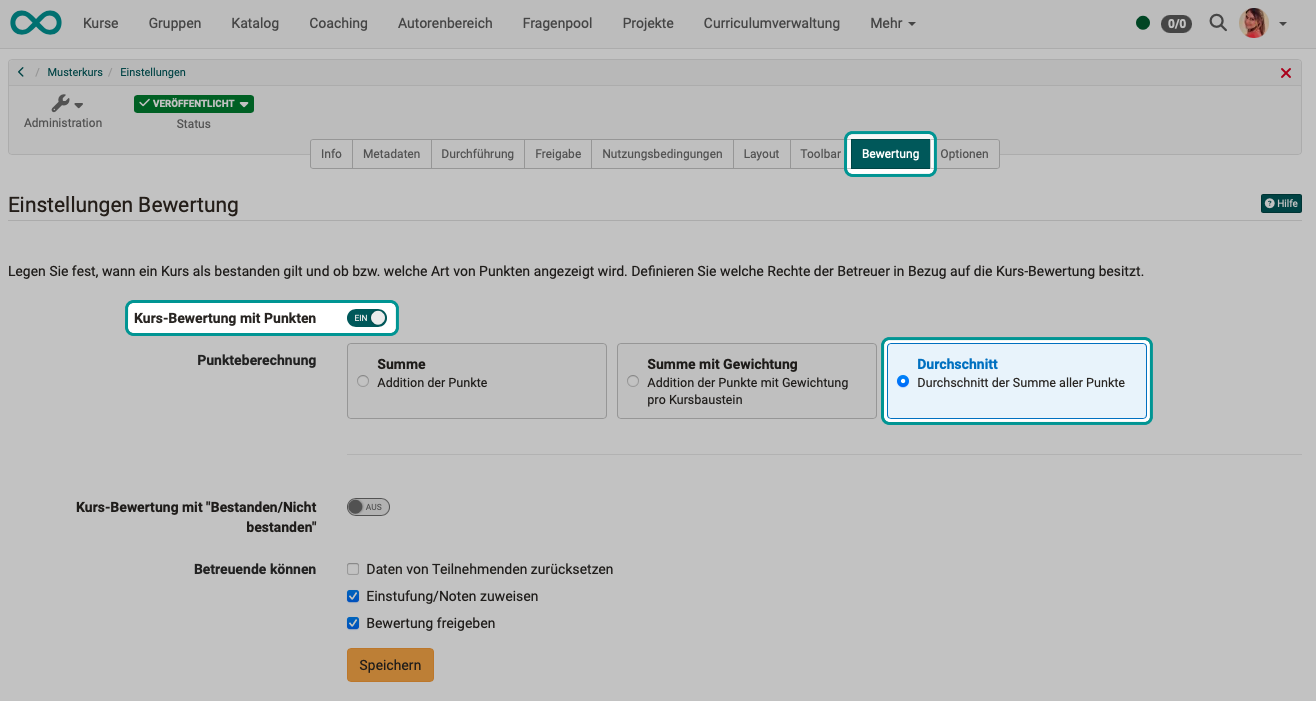 Kurse Gruppen Katalog Coaching Autorenbereich Fragenpool Projekte Curriculumverwaltung Mehr 0/0
/ Musterkurs / Einstellungen
VERÖFFENTLICHT
Administration Status
Info Metadaten Durchführung Freigabe Nutzungsbedingungen Layout Toolbar Bewertung Optionen
Einstellungen Bewertung
Hilfe
Legen Sie fest, wann ein Kurs als bestanden gilt und ob bzw. welche Art von Punkten angezeigt wird. Definieren Sie welche Rechte der Betreuer in Bezug auf die Kurs-Bewertung besitzt.
Kurs-Bewertung mit Punkten EIN
Punkteberechnung
Summe
Addition der Punkte
Summe mit Gewichtung
Addition der Punkte mit Gewichtung
pro Kursbaustein
Durchschnitt
Durchschnitt der Summe aller Punkte
Kurs-Bewertung mit "Bestanden/Nicht
bestanden"
AUS
Betreuende können
Daten von Teilnehmenden zurücksetzen
Einstufung/Noten zuweisen
Bewertung freigeben
Speichern